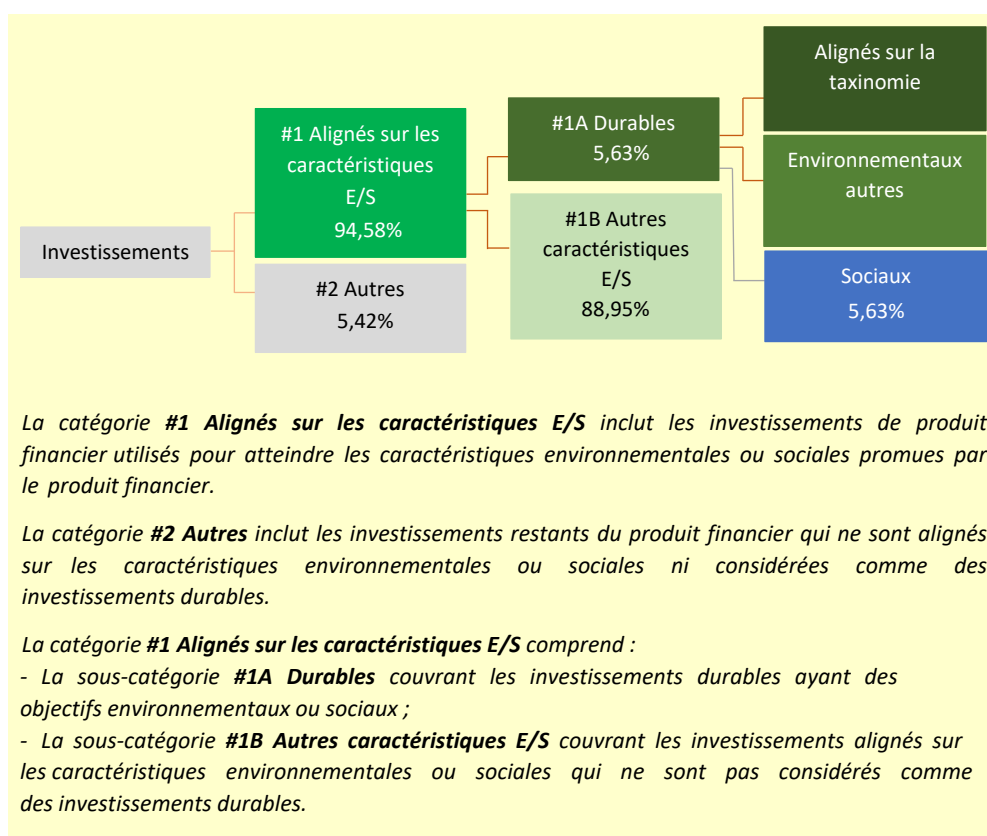 Investissements
#1 Alignés sur les
caractéristiques
E/S
94,58%
#2 Autres
5,42%
#1A Durables
5,63%
#1B Autres
caractéristiques
E/S
88,95%
Alignés sur la
taxinomie
Environnementaux
autres
Sociaux
5,63%
La catégorie #1 Alignés sur les caractéristiques E/S inclut les investissements de produit
financier utilisés pour atteindre les caractéristiques environnementales ou sociales promues par
le produit financier.
La catégorie #2 Autres inclut les investissements restants du produit financier qui ne sont alignés
sur les caractéristiques environnementales ou sociales ni considérées comme des
investissements durables.
La catégorie #1 Alignés sur les caractéristiques E/S comprend :
- La sous-catégorie #1A Durables couvrant les investissements durables ayant des
objectifs environnementaux ou sociaux ;
- La sous-catégorie #1B Autres caractéristiques E/S couvrant les investissements alignés sur
les caractéristiques environnementales ou sociales qui ne sont pas considérés comme
des investissements durables.